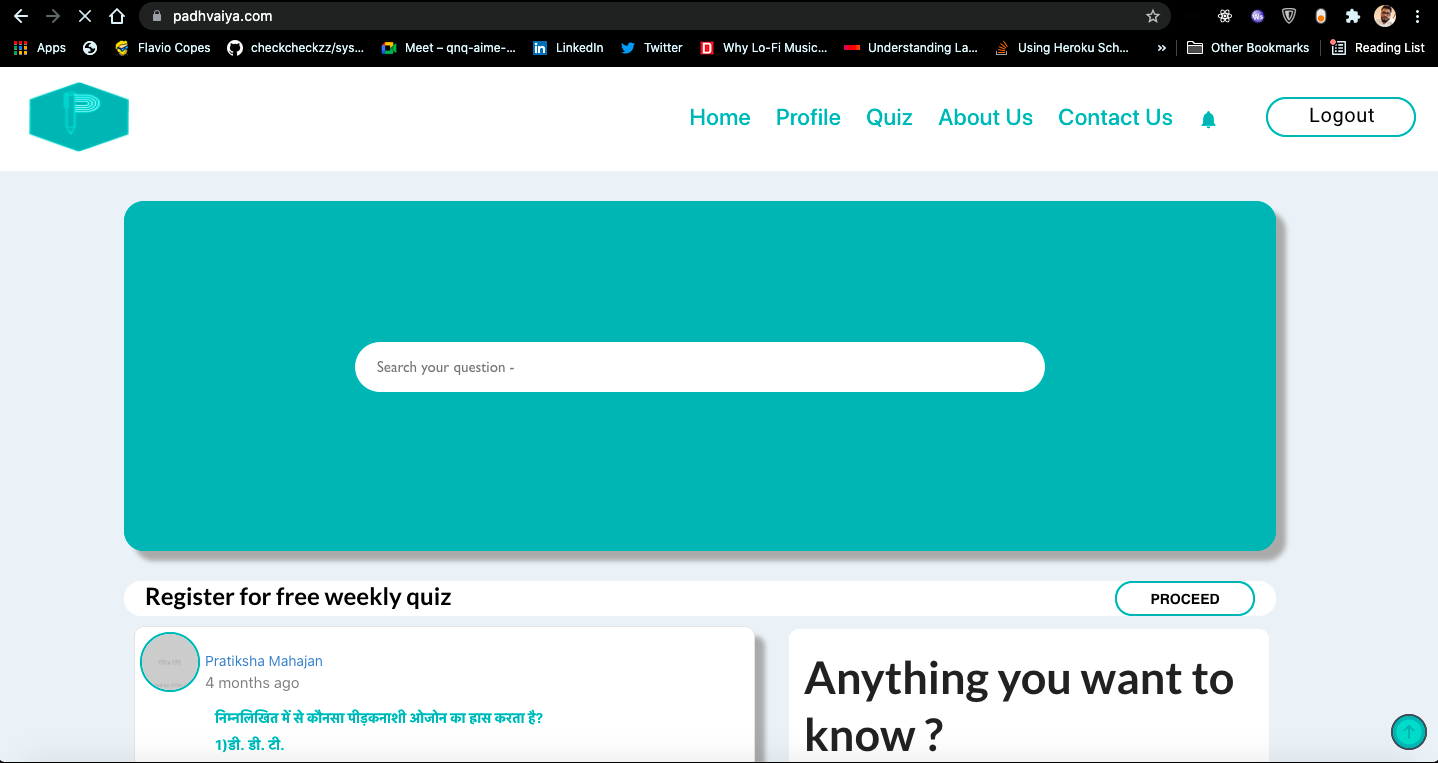 padhvaiya.com
Apps
Flavio Copes
checkcheckzz/sys...
Meet – qnq-aime-...
LinkedIn
Twitter
Why Lo-Fi Music...
Understanding La...
Using Heroku Sch...
»
Other Bookmarks
Reading List
P
Home
Profile
Quiz
About Us
Contact Us
Logout
Search your question -
Register for free weekly quiz
PROCEED
Pratiksha Mahajan
4 months ago
निम्नलिखित में से कौनसा पीड़कनाशी ओजोन का ह्रास करता है?
1)डी. डी. टी.
Anything you want to
know ?